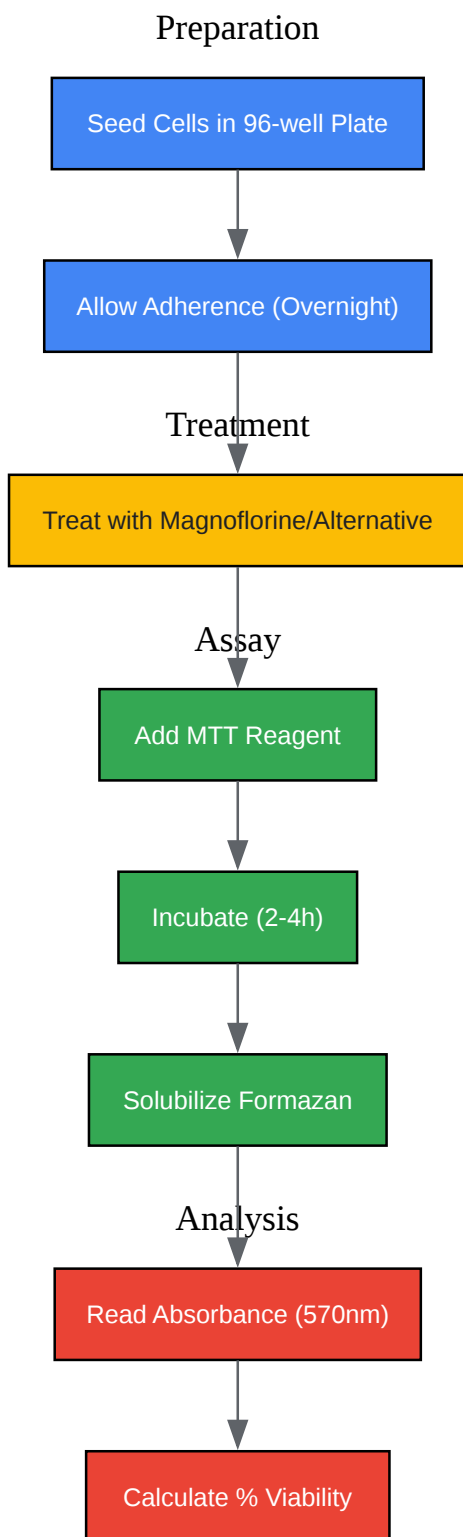 Preparation
Seed Cells in 96-well Plate
Allow Adherence (Overnight)
Treatment
Treat with Magnoflorine/Alternative
Assay
Add MTT Reagent
Incubate (2-4h)
Solubilize Formazan
Analysis
Read Absorbance (570nm)
Calculate % Viability